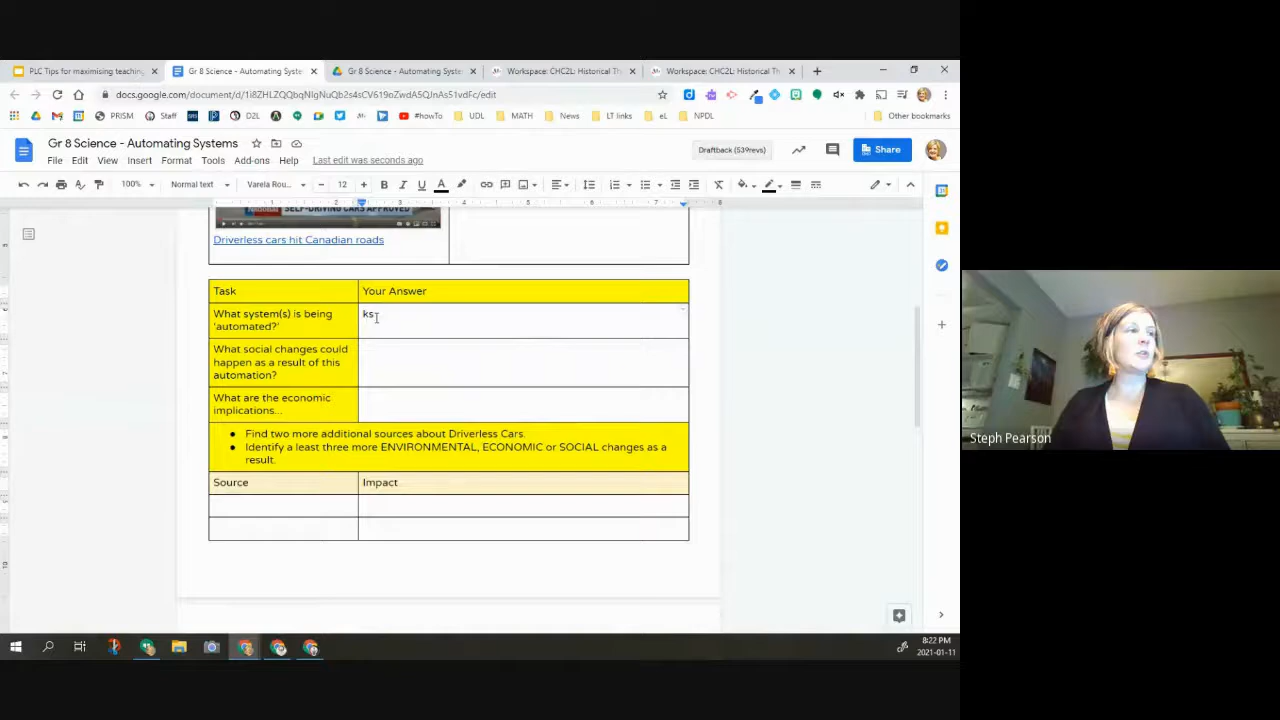 PLC Tips for maximising teaching
Gr 8 Science - Automating Syste
Gr 8 Science - Automating Syste
Workspace: CHC2L: Historical Th
Workspace: CHC2L: Historical Th
docs.google.com/document/d/1i8ZHLZQQbqNlgNuQb2s4sCV619oZwdA5QJnAs51vdFc/edit
PRISM
Staff
D2L
#howTo
UDL
MATH
News
LT links
eL
NPDL
Other bookmarks
Gr 8 Science - Automating Systems
Draftback (539revs)
Share
File Edit View Insert Format Tools Add-ons Help Last edit was seconds ago
100% Normal text Varela Rou... 12
SELF-DRIVING CARS APPROVED
Driverless cars hit Canadian roads
Task
Your Answer
What system(s) is being
'automated?'
ks
What social changes could
happen as a result of this
automation?
What are the economic
implications...
● Find two more additional sources about Driverless Cars.
● Identify a least three more ENVIRONMENTAL, ECONOMIC or SOCIAL changes as a
result.
Source
Impact
Steph Pearson
8:22 PM
2021-01-11